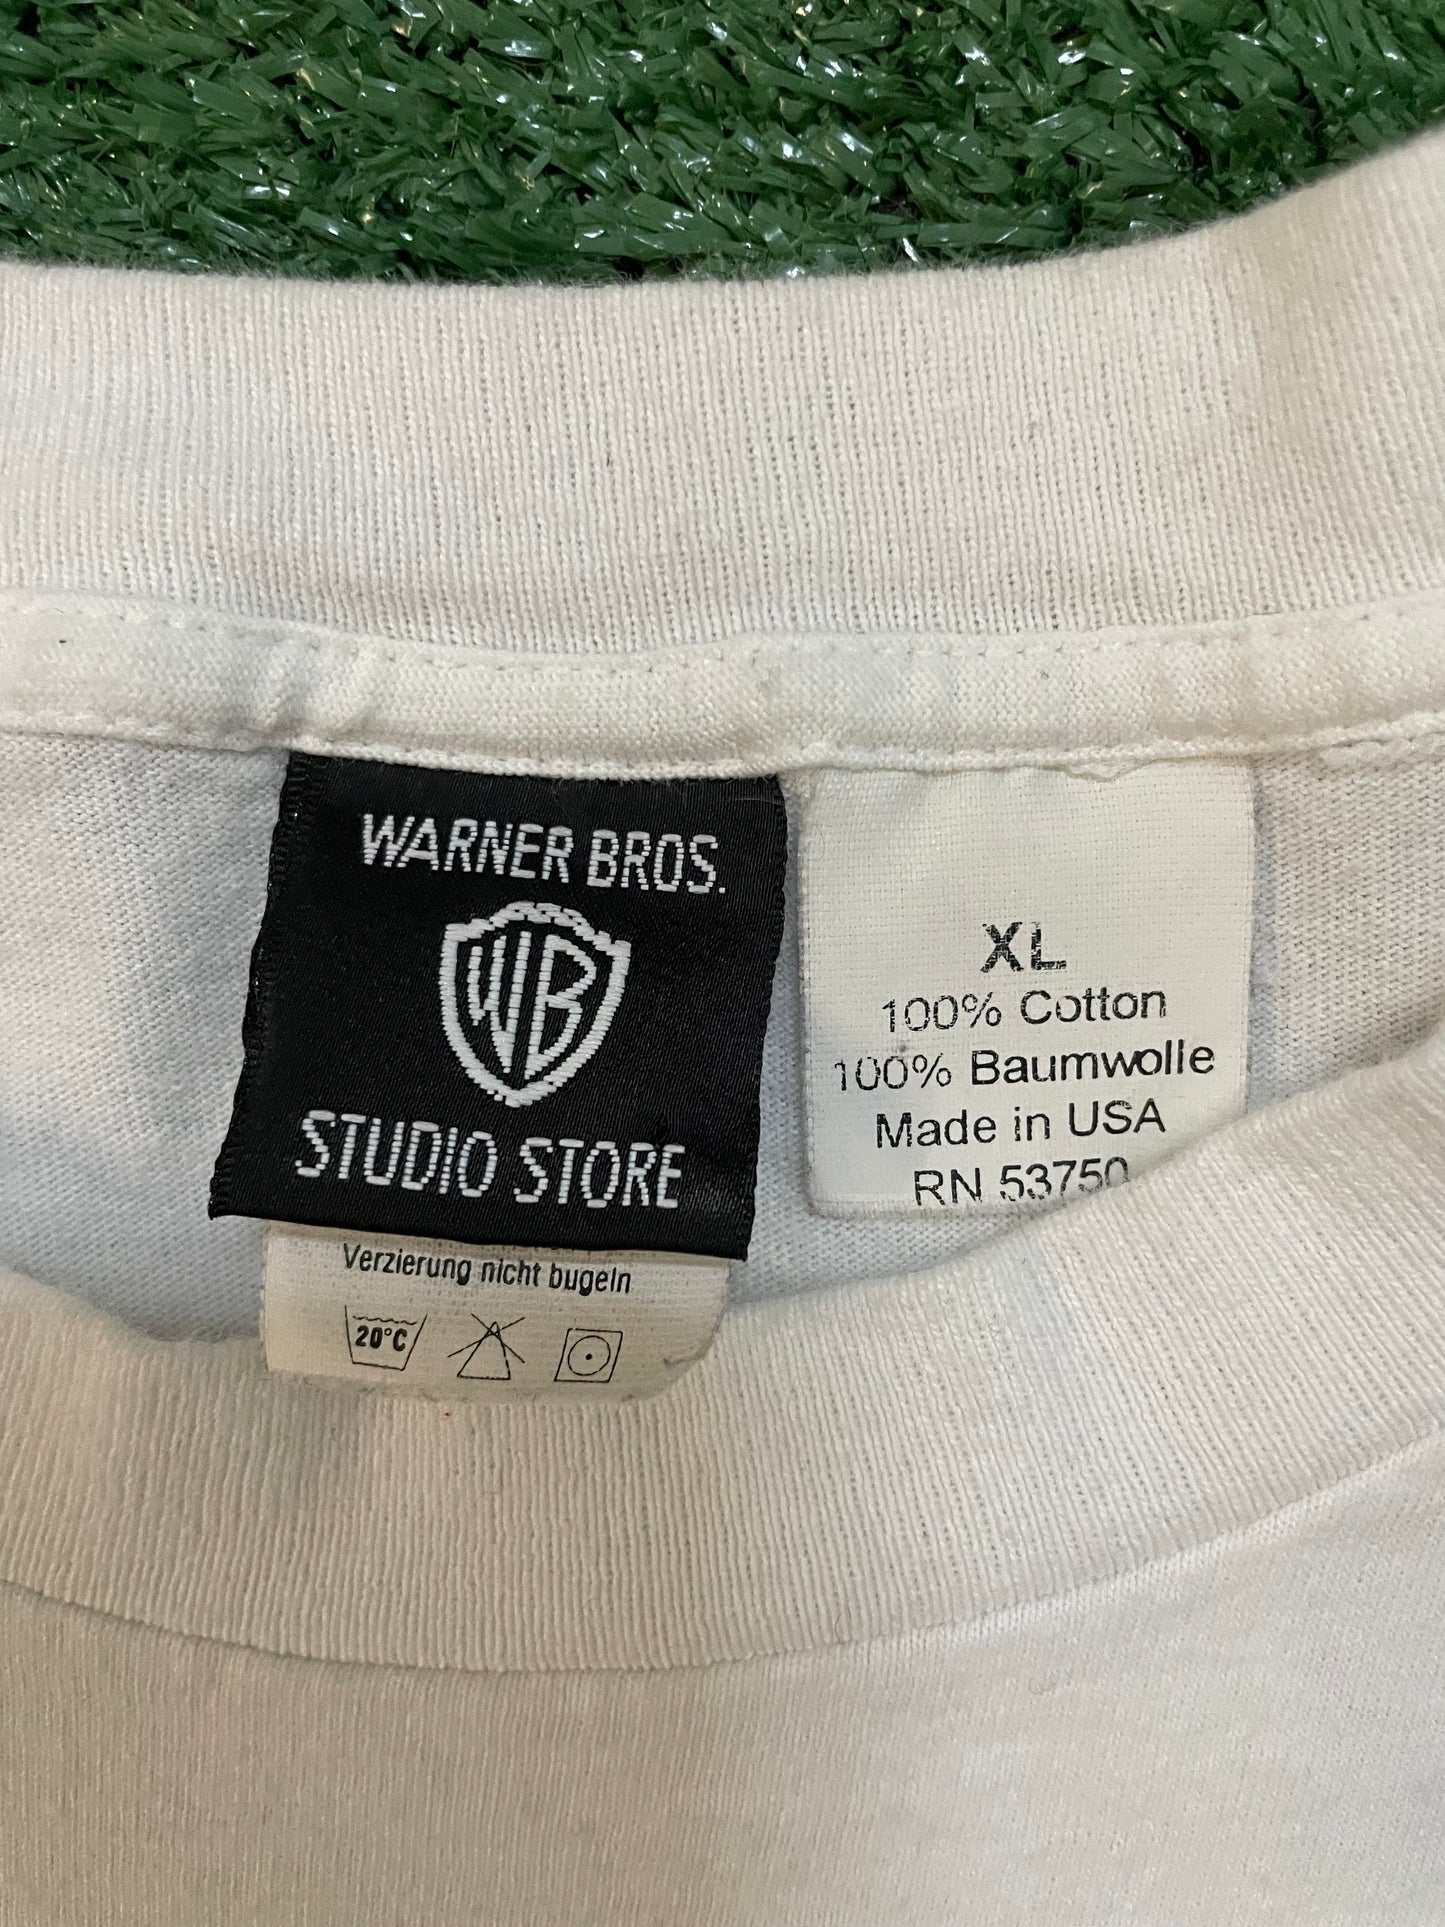 WARNER BROS.
WB
STUDIO STORE
Verzierung nicht bugeln
20°C
XL
100% Cotton
100% Baumwolle
Made in USA
RN 53750